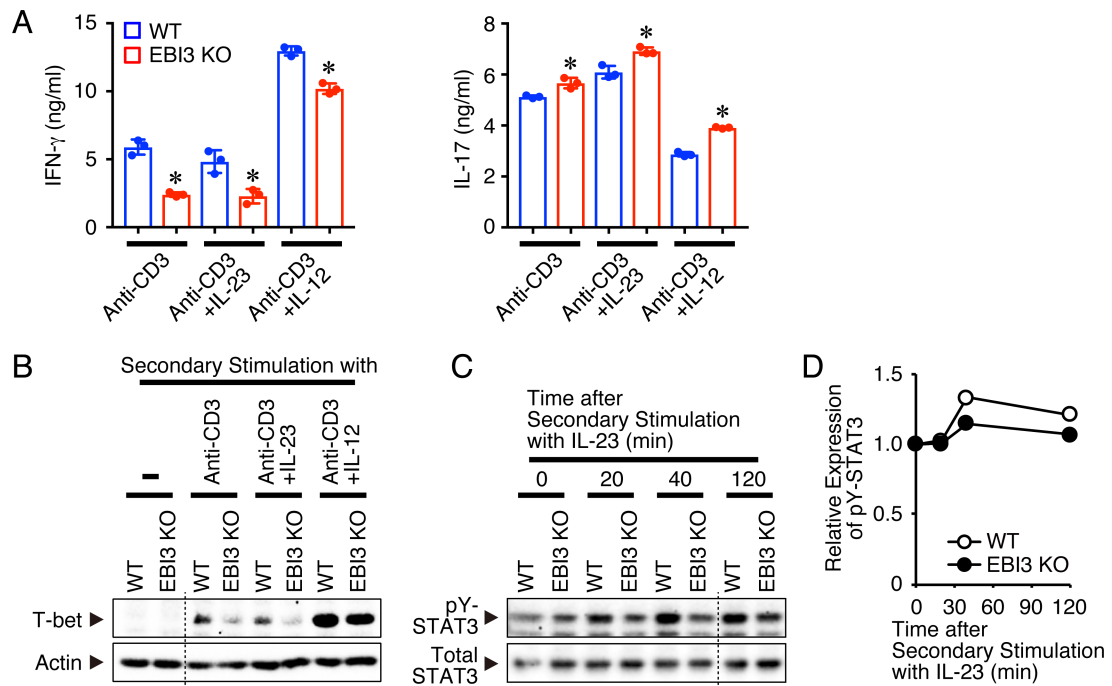 A
IFN-γ (ng/ml)
15
10
5
0
WT
EBI3 KO
*
*
*
Anti-CD3
Anti-CD3
+IL-23
Anti-CD3
+IL-12
IL-17 (ng/ml)
8
6
4
2
0
*
*
*
Anti-CD3
Anti-CD3
+IL-23
Anti-CD3
+IL-12
B
Secondary Stimulation with
–
Anti-CD3
Anti-CD3
+IL-23
Anti-CD3
+IL-12
WT
EBI3 KO
WT
EBI3 KO
WT
EBI3 KO
WT
EBI3 KO
T-bet
Actin
C
Time after
Secondary Stimulation
with IL-23 (min)
0
20
40
120
WT
EBI3 KO
WT
EBI3 KO
WT
EBI3 KO
WT
EBI3 KO
pY-
STAT3
Total
STAT3
D
Relative Expression
of pY-STAT3
1.5
1.0
0.5
0
WT
EBI3 KO
0 30 60 90 120
Time after
Secondary Stimulation
with IL-23 (min)